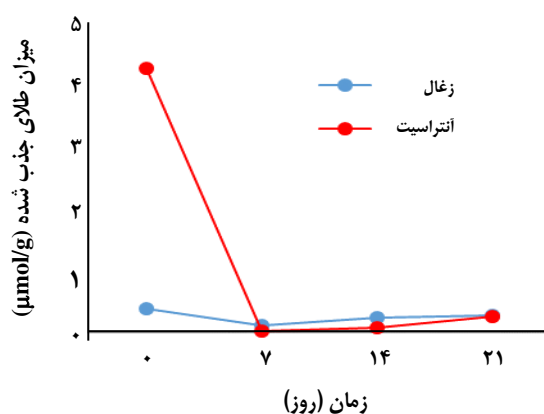 میزان طلای جذب شده (µmol/g)
۵
۴
۳
۲
۱
۰
زغال
آنتراسیت
۰ ۷ ۱۴ ۲۱
زمان (روز)